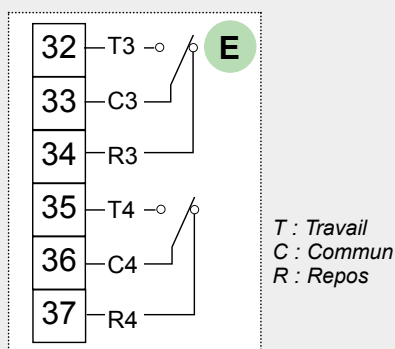 32 T3 E
33 C3
34 R3
35 T4
36 C4
37 R4
T : Travail
C : Commun
R : Repos